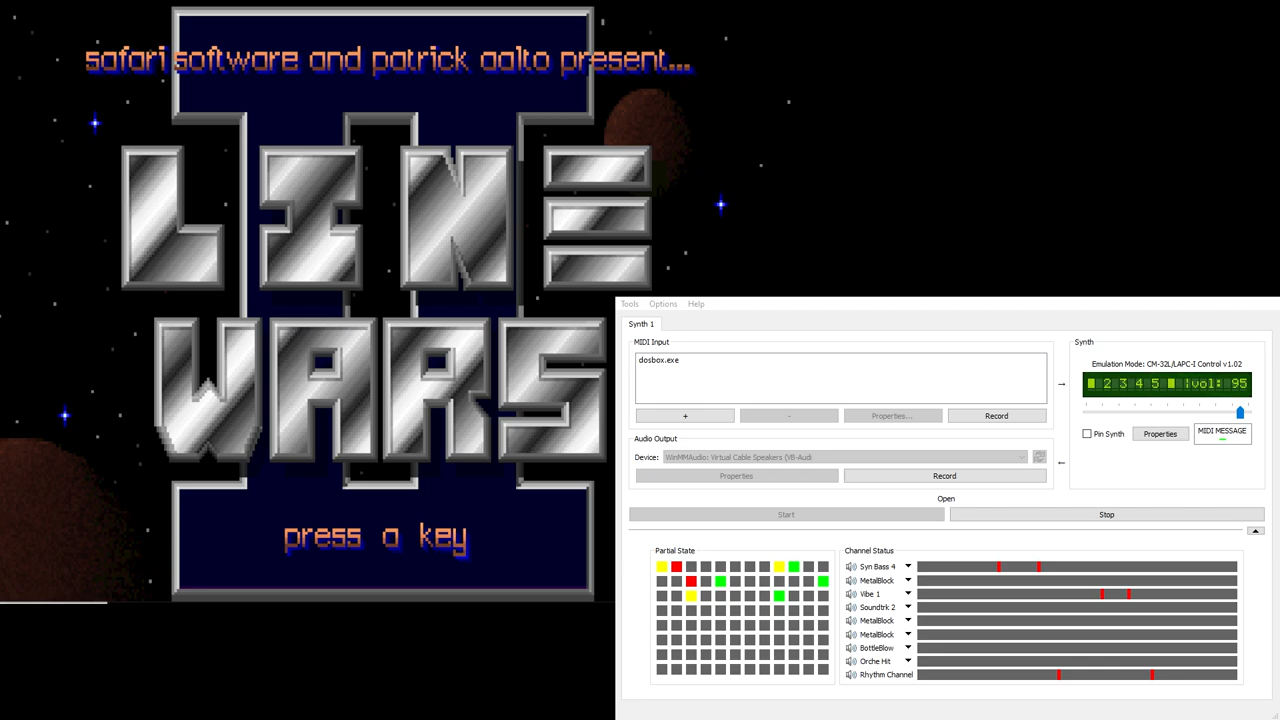 safari software and patrick aalto present...
LINE
WARS
II
press a key
Tools Options Help
Synth 1
MIDI Input
dosbox.exe
+ - Properties... Record
Audio Output
Device: WinMMAudio: Virtual Cable Speakers (VB-Audi
Properties Record
Synth
Emulation Mode: CM-32L/LAPC-I Control v1.02
2 3 4 5 |vol: 95
Pin Synth Properties MIDI MESSAGE
Open
Start Stop
Partial State
Channel Status
Syn Bass 4
MetalBlock
Vibe 1
Soundtrk 2
MetalBlock
MetalBlock
BottleBlow
Orche Hit
Rhythm Channel